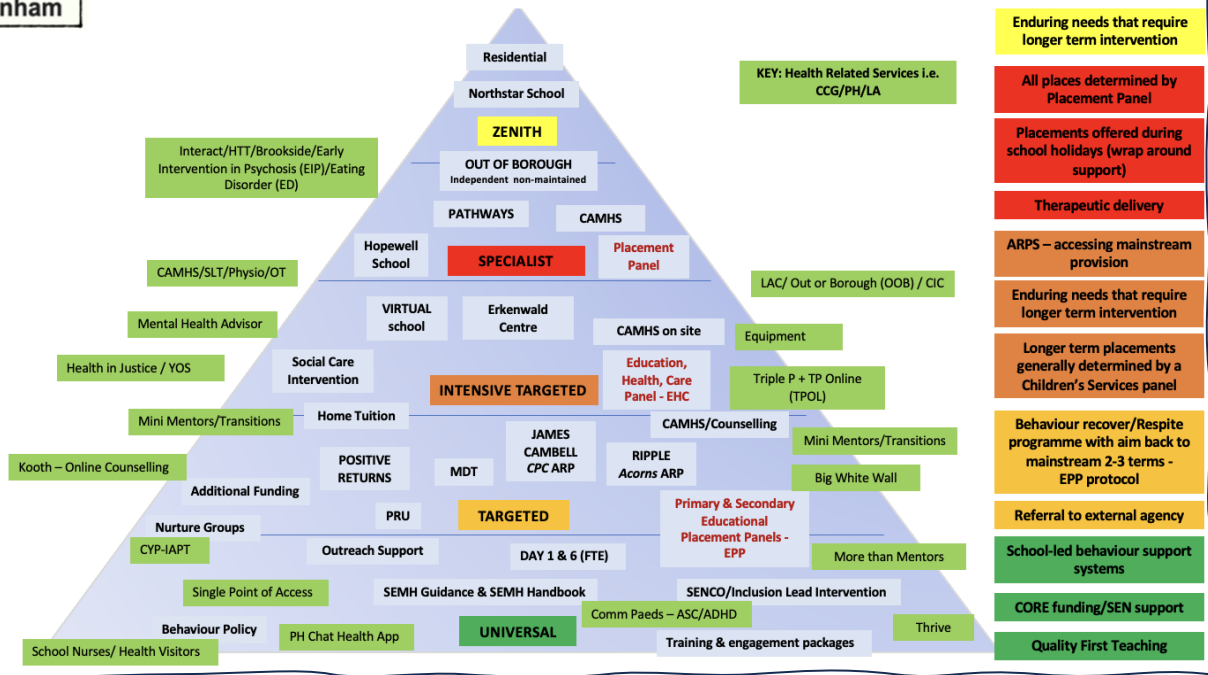 nham
Residential
Northstar School
ZENITH
KEY: Health Related Services i.e.
CCG/PH/LA
Interact/HTT/Brookside/Early
Intervention in Psychosis (EIP)/Eating
Disorder (ED)
OUT OF BOROUGH
Independent non-maintained
PATHWAYS
CAMHS
Hopewell
School
SPECIALIST
Placement
Panel
CAMHS/SLT/Physio/OT
LAC/ Out or Borough (OOB) / CIC
VIRTUAL
school
Erkenwald
Centre
CAMHS on site
Mental Health Advisor
Equipment
Health in Justice / YOS
Social Care
Intervention
INTENSIVE TARGETED
Education,
Health, Care
Panel - EHC
Triple P + TP Online
(TPOL)
Mini Mentors/Transitions
Home Tuition
CAMHS/Counselling
Mini Mentors/Transitions
JAMES
CAMBELL
CPC ARP
Kooth – Online Counselling
POSITIVE
RETURNS
MDT
RIPPLE
Acorns ARP
Big White Wall
Additional Funding
PRU
TARGETED
Primary & Secondary
Educational
Placement Panels -
EPP
Nurture Groups
CYP-IAPT
Outreach Support
DAY 1 & 6 (FTE)
More than Mentors
Single Point of Access
SEMH Guidance & SEMH Handbook
SENCO/Inclusion Lead Intervention
Comm Paeds – ASC/ADHD
Behaviour Policy
PH Chat Health App
UNIVERSAL
Thrive
Training & engagement packages
School Nurses/ Health Visitors
Enduring needs that require
longer term intervention
All places determined by
Placement Panel
Placements offered during
school holidays (wrap around
support)
Therapeutic delivery
ARPS – accessing mainstream
provision
Enduring needs that require
longer term intervention
Longer term placements
generally determined by a
Children's Services panel
Behaviour recover/Respite
programme with aim back to
mainstream 2-3 terms -
EPP protocol
Referral to external agency
School-led behaviour support
systems
CORE funding/SEN support
Quality First Teaching